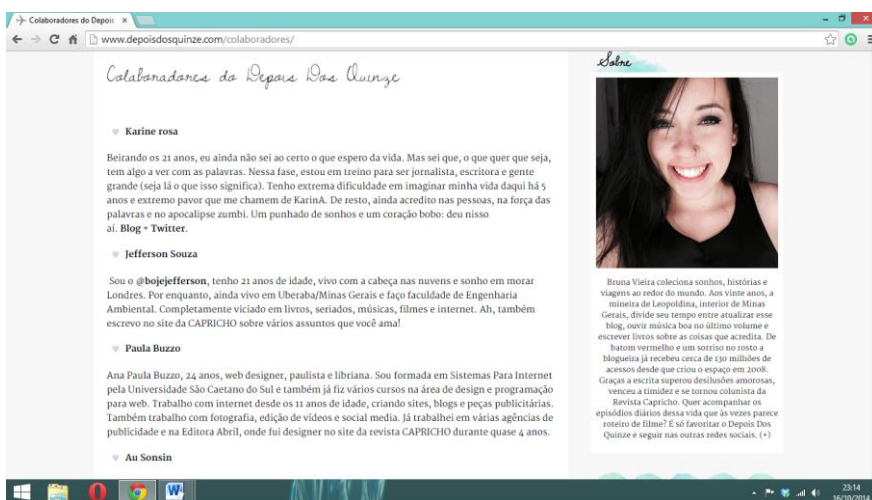 Colaboradores do Depois
www.depoisdosquinze.com/colaboradores/
Colaboradores do Depois Dos Quinze
Karine rosa
Beirando os 21 anos, eu ainda não sei ao certo o que espero da vida. Mas sei que, o que quer que seja,
tem algo a ver com as palavras. Nessa fase, estou em treino para ser jornalista, escritora e gente
grande (seja lá o que isso significa). Tenho extrema dificuldade em imaginar minha vida daqui há 5
anos e extremo pavor que me chamem de KarinA. De resto, ainda acredito nas pessoas, na força das
palavras e no apocalipse zumbi. Um punhado de sonhos e um coração bobo: deu nisso
aí. Blog + Twitter.
Jefferson Souza
Sou o @bojejefferson, tenho 21 anos de idade, vivo com a cabeça nas nuvens e sonho em morar
Londres. Por enquanto, ainda vivo em Uberaba/Minas Gerais e faço faculdade de Engenharia
Ambiental. Completamente viciado em livros, seriados, músicas, filmes e internet. Ah, também
escrevo no site da CAPRICHO sobre vários assuntos que você ama!
Paula Buzzo
Ana Paula Buzzo, 24 anos, web designer, paulista e libriana. Sou formada em Sistemas Para Internet
pela Universidade São Caetano do Sul e também já fiz vários cursos na área de design e programação
para web. Trabalho com internet desde os 11 anos de idade, criando sites, blogs e peças publicitárias.
Também trabalho com fotografia, edição de vídeos e social media. Já trabalhei em várias agências de
publicidade e na Editora Abril, onde fui designer no site da revista CAPRICHO durante quase 4 anos.
Au Sonsin
Sobre
Bruna Vieira coleciona sonhos, histórias e
viagens ao redor do mundo. Aos vinte anos, a
mineira de Leopoldina, interior de Minas
Gerais, divide seu tempo entre atualizar esse
blog, ouvir música boa no último volume e
escrever livros sobre as coisas que acredita. De
batom vermelho e um sorriso no rosto a
blogueira já recebeu cerca de 130 milhões de
acessos desde que criou o espaço em 2008.
Graças a escrita superou desilusões amorosas,
venceu a timidez e se tornou colunista da
Revista Capricho. Quer acompanhar os
episódios diários dessa vida que às vezes parece
roteiro de filme? É só favoritar o Depois Dos
Quinze e seguir nas outras redes sociais. (+)
23:14
16/10/2014